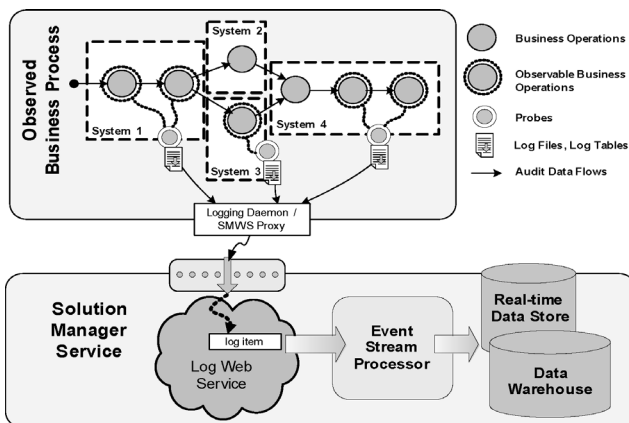 Observed
Business Process
System 1
System 2
System 3
System 4
Business Operations
Observable Business
Operations
Probes
Log Files, Log Tables
Audit Data Flows
Logging Daemon /
SMWS Proxy
Solution
Manager
Service
log item
Log Web
Service
Event
Stream
Processor
Real-time
Data Store
Data
Warehouse